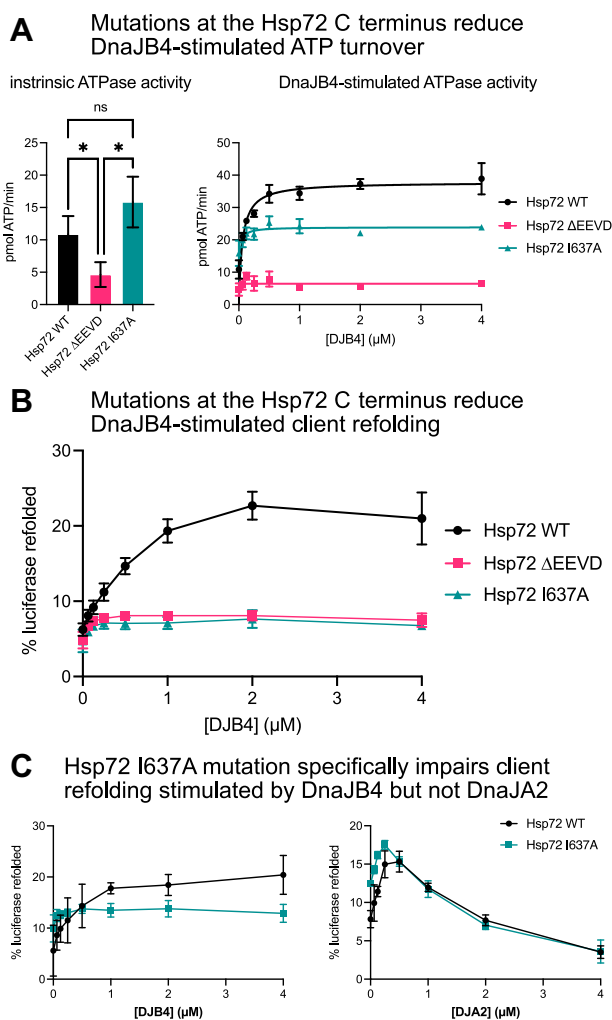 A
Mutations at the Hsp72 C terminus reduce
DnaJB4-stimulated ATP turnover
instrinsic ATPase activity
ns
*
*
pmol ATP/min
25
20
15
10
5
0
Hsp72 WT
Hsp72 ΔEEVD
Hsp72 I637A
DnaJB4-stimulated ATPase activity
pmol ATP/min
50
40
30
20
10
0
0
1
2
3
4
[DJB4] (µM)
Hsp72 WT
Hsp72 ΔEEVD
Hsp72 I637A
B
Mutations at the Hsp72 C terminus reduce
DnaJB4-stimulated client refolding
% luciferase refolded
30
20
10
0
0
1
2
3
4
[DJB4] (µM)
Hsp72 WT
Hsp72 ΔEEVD
Hsp72 I637A
C
Hsp72 I637A mutation specifically impairs client
refolding stimulated by DnaJB4 but not DnaJA2
% luciferase refolded
30
20
10
0
0
1
2
3
4
[DJB4] (µM)
% luciferase refolded
20
15
10
5
0
0
1
2
3
4
[DJA2] (µM)
Hsp72 WT
Hsp72 I637A